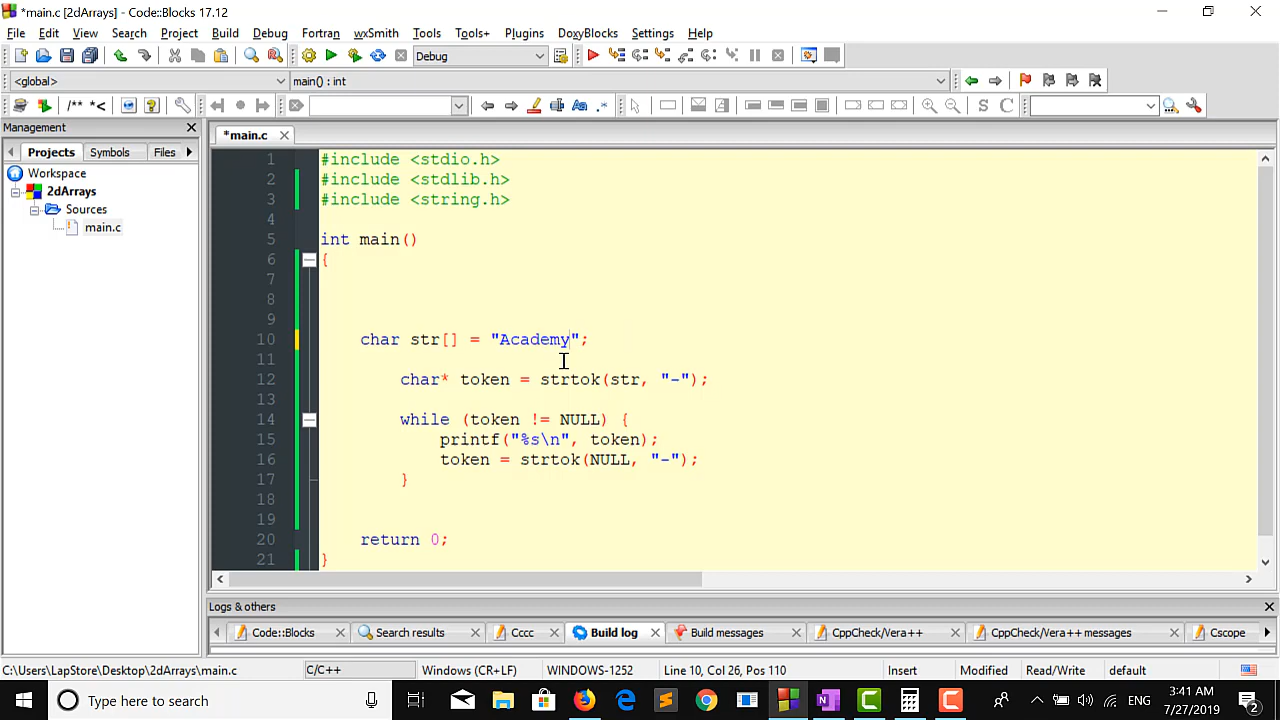 *main.c [2dArrays] - Code::Blocks 17.12
File Edit View Search Project Build Debug Fortran wxSmith Tools Tools+ Plugins DoxyBlocks Settings Help
Debug
<global> main() : int
/** *<
Management
*main.c
Projects Symbols Files
Workspace
2dArrays
Sources
main.c
1 #include <stdio.h>
2 #include <stdlib.h>
3 #include <string.h>
4
5 int main()
6 {
7
8
9
10 char str[] = "Academy";
11
12 char* token = strtok(str, "-");
13
14 while (token != NULL) {
15 printf("%s\n", token);
16 token = strtok(NULL, "-");
17 }
18
19
20 return 0;
21 }
Logs & others
Code::Blocks Search results Cccc Build log Build messages CppCheck/Vera++ CppCheck/Vera++ messages Cscope
C:\Users\LapStore\Desktop\2dArrays\main.c C/C++ Windows (CR+LF) WINDOWS-1252 Line 10, Col 26, Pos 110 Insert Modified Read/Write default
Type here to search
ENG
3:41 AM
7/27/2019
2